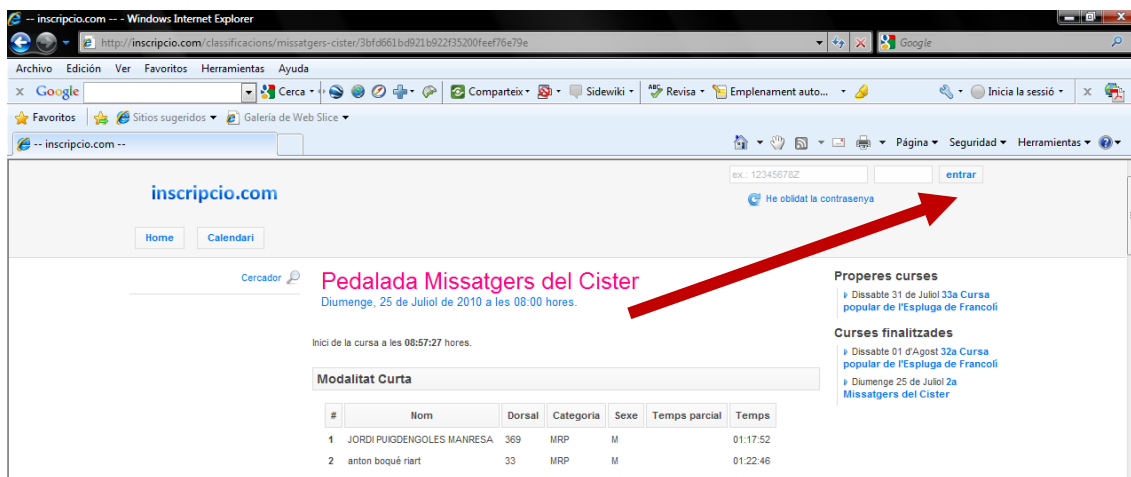 -- inscripcio.com -- - Windows Internet Explorer
http://inscripcio.com/classificacions/missatgers-cister/3bfd661bd921b922f35200feef76e79e
Google
Archivo Edición Ver Favoritos Herramientas Ayuda
x Google Cerca Comparteix Sidewiki ABC Revisa Emplenament auto... Inicia la sessió x
Favoritos Sitios sugeridos Galería de Web Slice
-- inscripcio.com -- Página Seguridad Herramientas
ex.: 12345678Z entrar
inscripcio.com
He oblidat la contrasenya
Home Calendari
Cercador
Pedalada Missatgers del Cister
Diumenge, 25 de Juliol de 2010 a les 08:00 hores.
Inici de la cursa a les 08:57:27 hores.
Modalitat Curta
# Nom Dorsal Categoria Sexe Temps parcial Temps
1 JORDI PUIGDENGOLES MANRESA 369 MRP M 01:17:52
2 anton boqué riart 33 MRP M 01:22:46
Properes curses
Dissabte 31 de Juliol 33a Cursa
popular de l'Espluga de Francolí
Curses finalitzades
Dissabte 01 d'Agost 32a Cursa
popular de l'Espluga de Francolí
Diumenge 25 de Juliol 2a
Missatgers del Cister